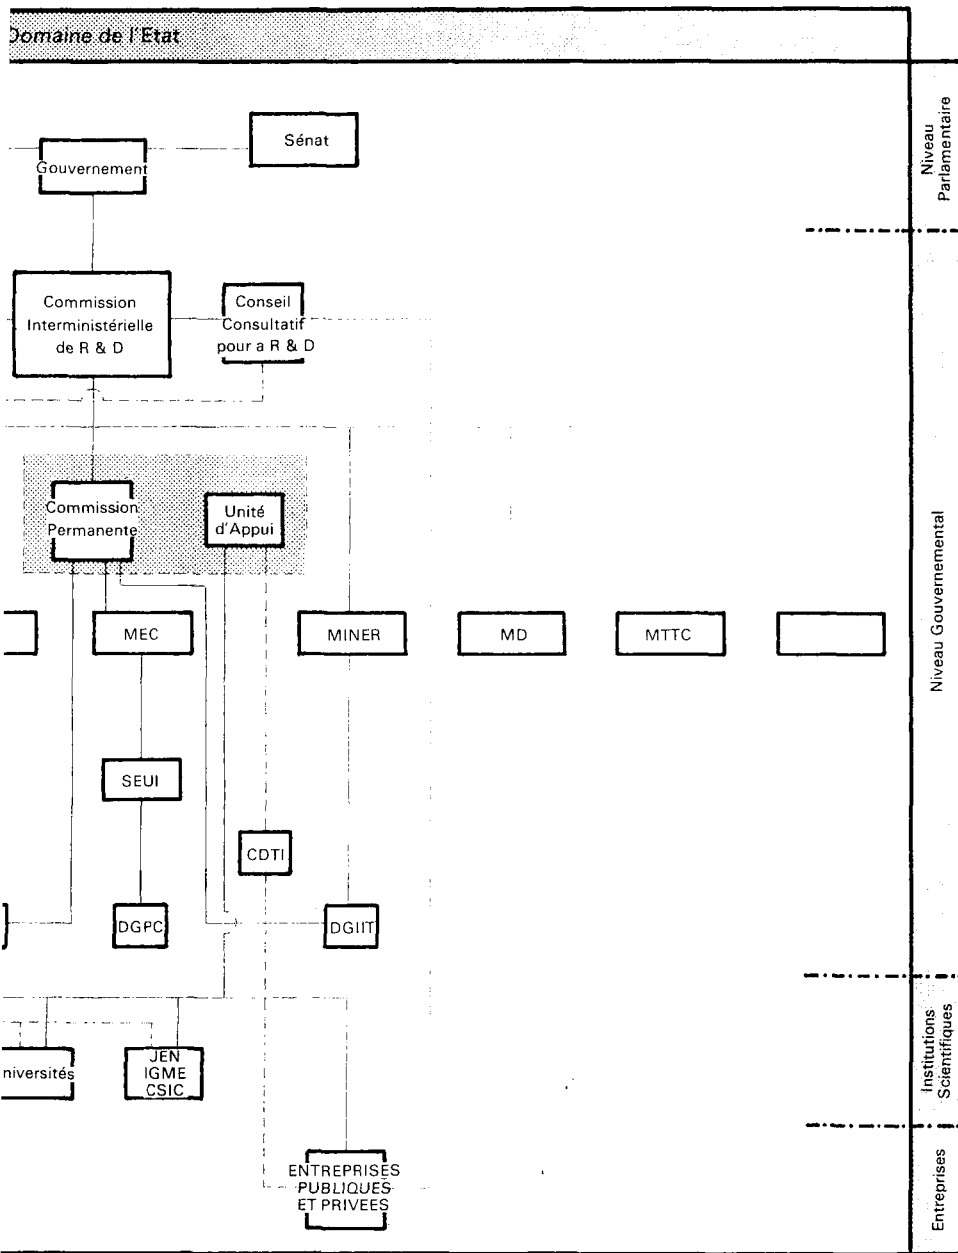 Domaine de l'Etat
Sénat
Gouvernement
Niveau
Parlamentaire
Commission
Interministérielle
de R & D
Conseil
Consultatif
pour a R & D
Commission
Permanente
Unité
d'Appui
MEC
MINER
MD
MTTC
Niveau Gouvernemental
SEUI
CDTI
DGPC
DGIIT
niversités
JEN
IGME
CSIC
Institutions
Scientifiques
ENTREPRISES
PUBLIQUES
ET PRIVEES
Entreprises